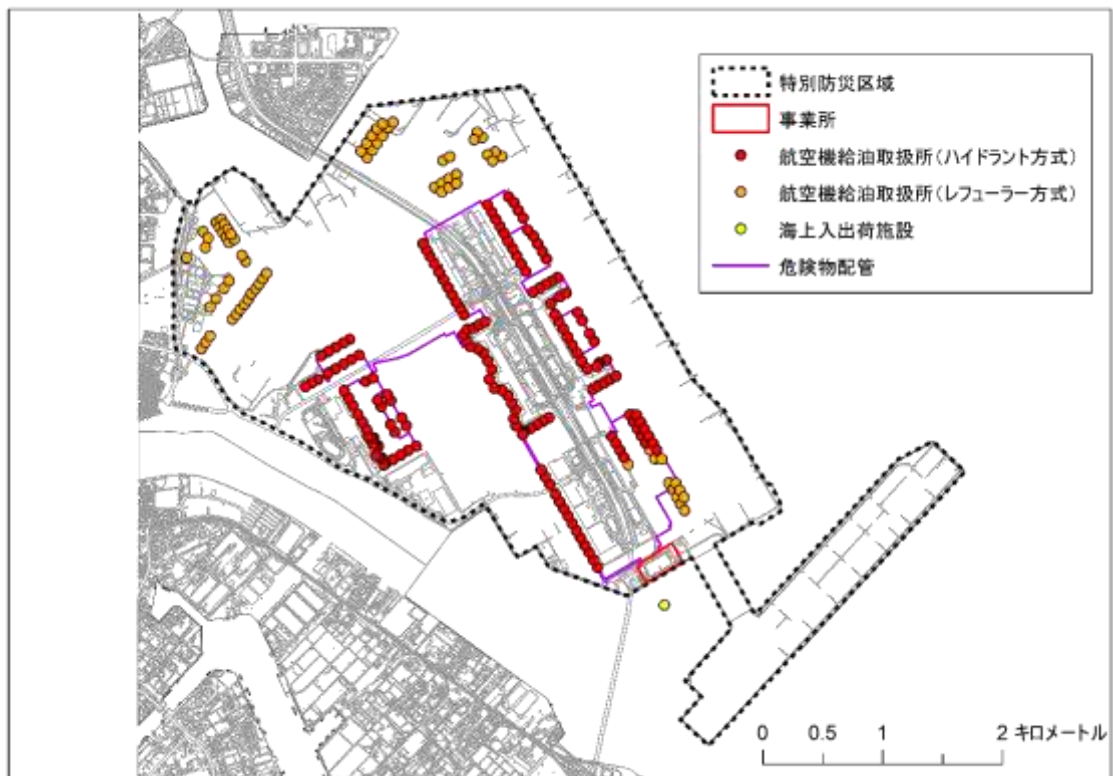 特別防災区域
事業所
航空機給油取扱所(ハイドラント方式)
航空機給油取扱所(レフューラー方式)
海上入出荷施設
危険物配管
0 0.5 1 2 キロメートル